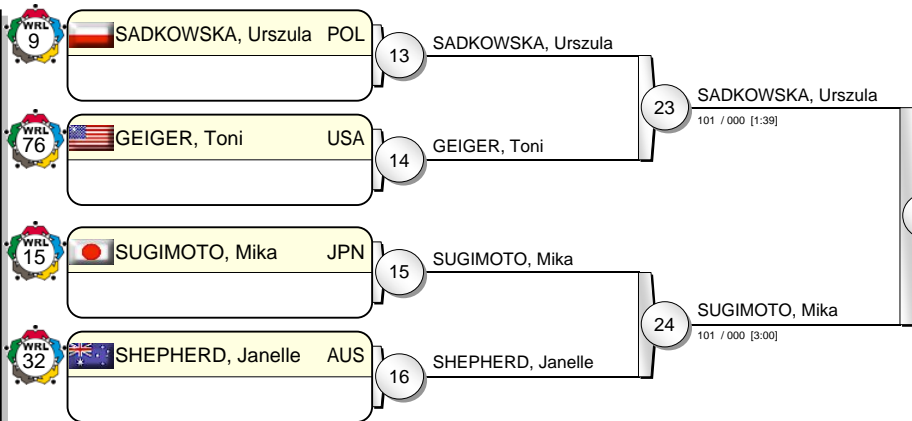 WRL
9
SADKOWSKA, Urszula POL
13
SADKOWSKA, Urszula
23
SADKOWSKA, Urszula
101 / 000 [1:39]
WRL
76
GEIGER, Toni USA
14
GEIGER, Toni
WRL
15
SUGIMOTO, Mika JPN
15
SUGIMOTO, Mika
24
SUGIMOTO, Mika
101 / 000 [3:00]
WRL
32
SHEPHERD, Janelle AUS
16
SHEPHERD, Janelle